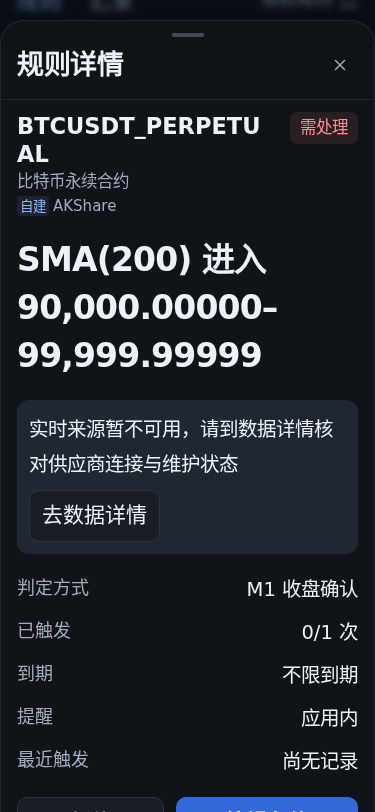 规则详情
×
BTCUSDT_PERPETU
AL
需处理
比特币永续合约
自建 AKShare
SMA(200) 进入
90,000.00000–
99,999.99999
实时来源暂不可用，请到数据详情核
对供应商连接与维护状态
去数据详情
判定方式 M1 收盘确认
已触发 0/1 次
到期 不限到期
提醒 应用内
最近触发 尚无记录